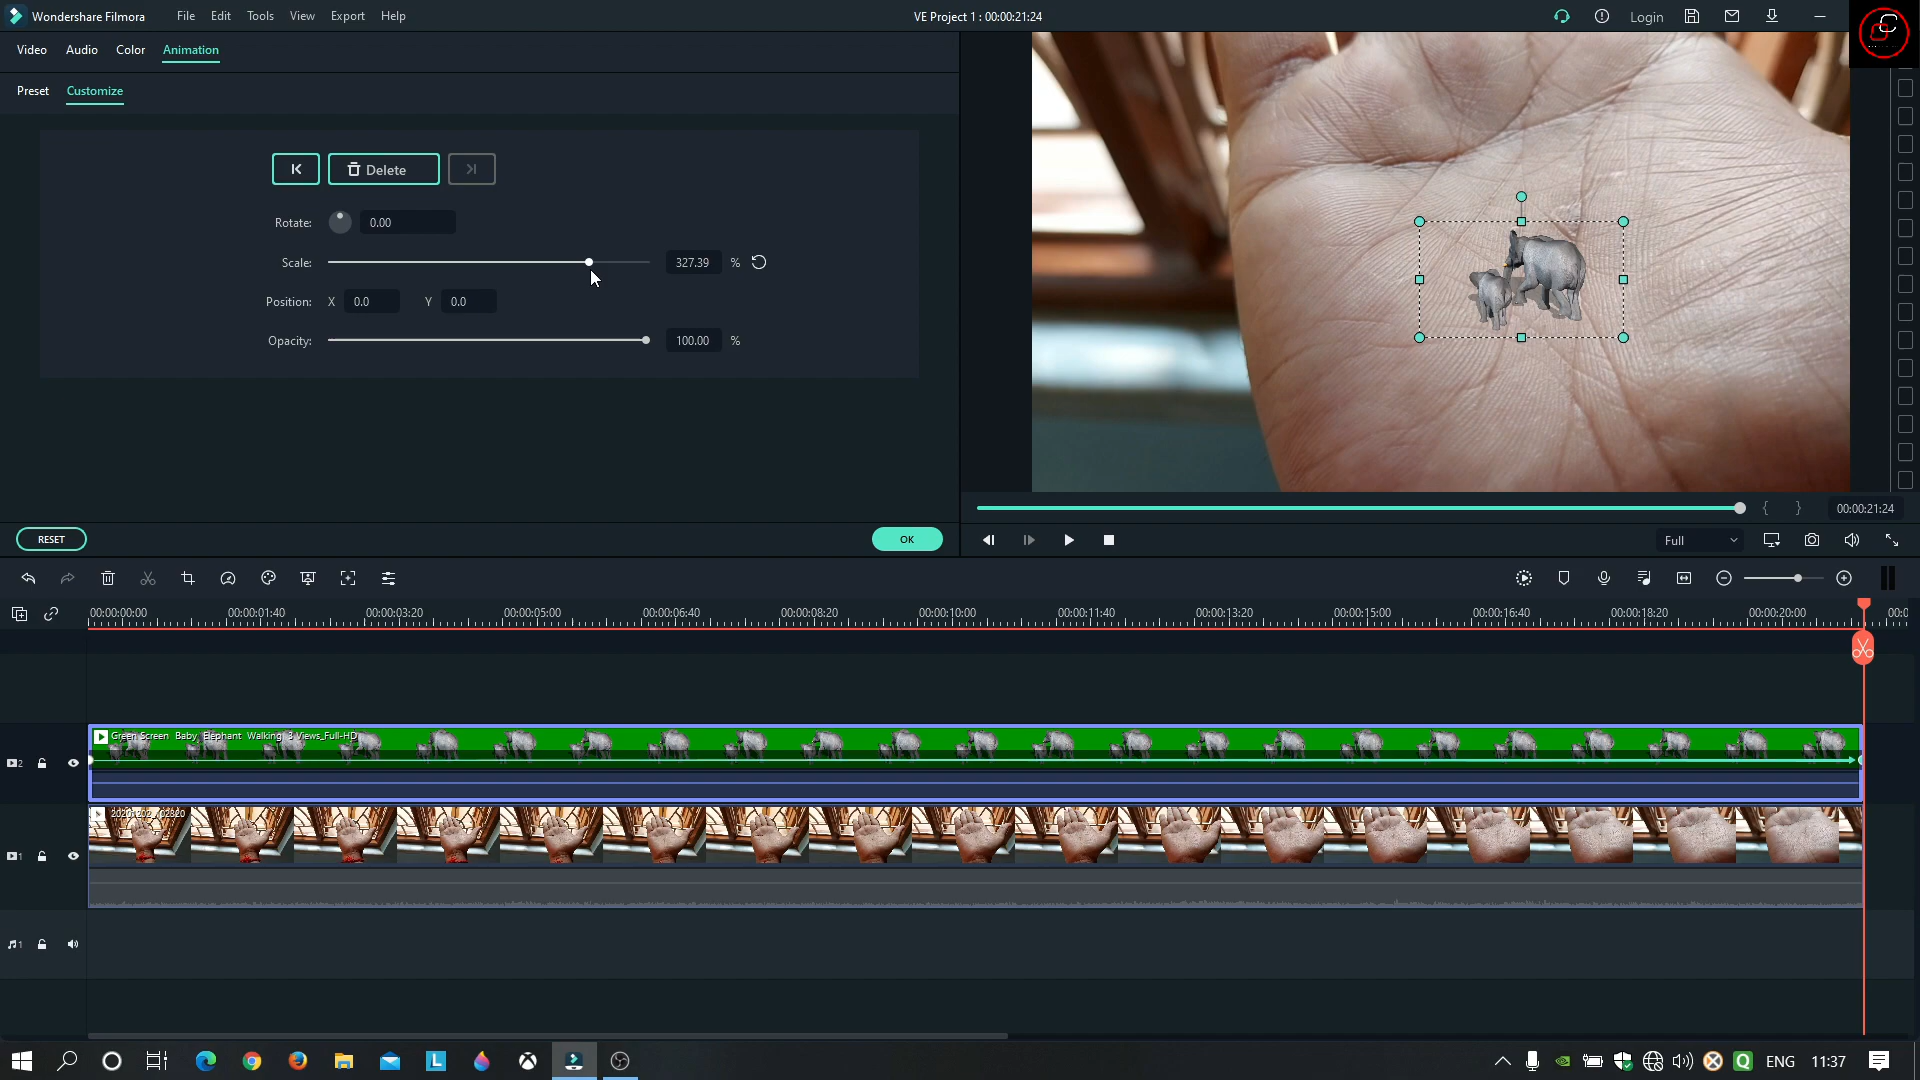 Wondershare Filmora
File Edit Tools View Export Help
VE Project 1 : 00:00:21:24
Login
Video Audio Color Animation
Preset Customize
Delete
Rotate: 0.00
Scale: 327.39 %
Position: X 0.0 Y 0.0
Opacity: 100.00 %
RESET OK
{ } 00:00:21:24
Full
00:00:00:00 00:00:01:40 00:00:03:20 00:00:05:00 00:00:06:40 00:00:08:20 00:00:10:00 00:00:11:40 00:00:13:20 00:00:15:00 00:00:16:40 00:00:18:20 00:00:20:00 00:0
Green Screen Baby Elephant Walking 3 Views_Full-HD
2
1
1
ENG 11:37